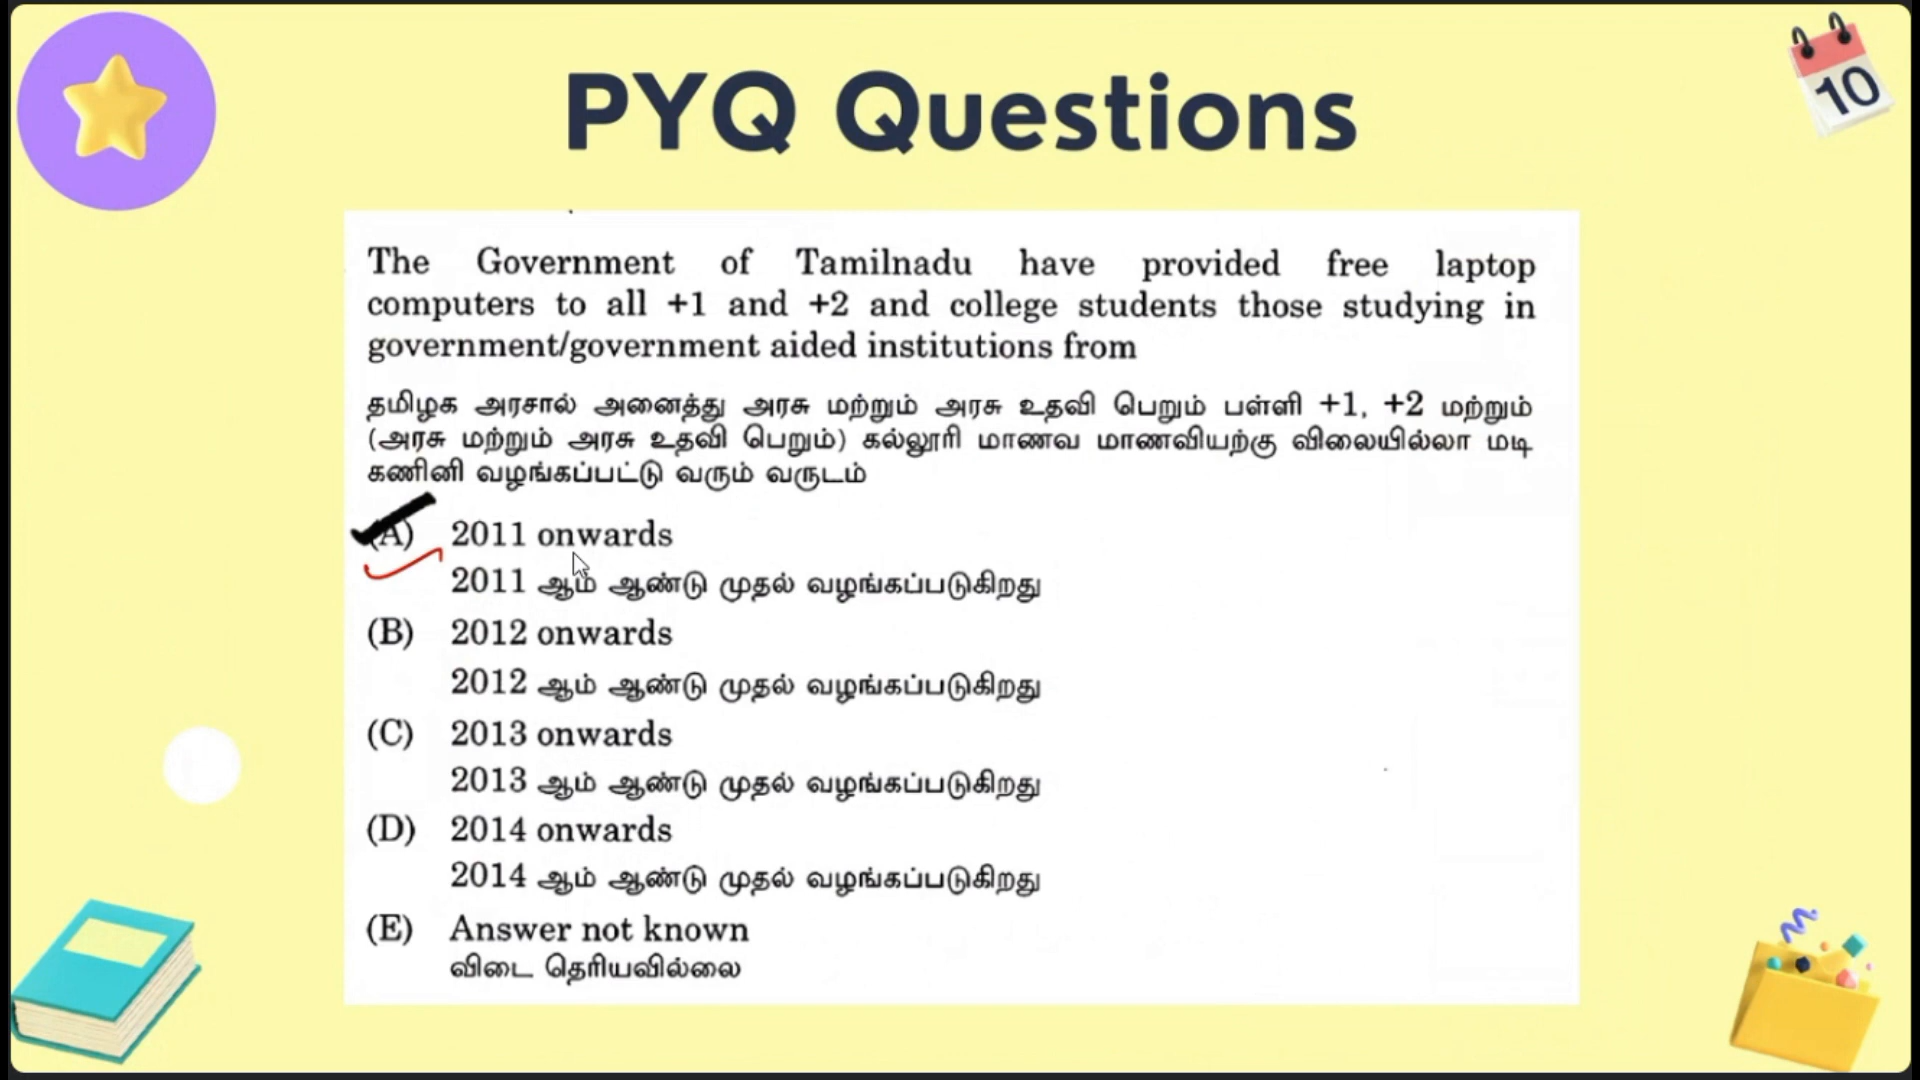 PYQ Questions
10
The Government of Tamilnadu have provided free laptop
computers to all +1 and +2 and college students those studying in
government/government aided institutions from
தமிழக அரசால் அனைத்து அரசு மற்றும் அரசு உதவி பெறும் பள்ளி +1, +2 மற்றும்
(அரசு மற்றும் அரசு உதவி பெறும்) கல்லூரி மாணவ மாணவியற்கு விலையில்லா மடி
கணினி வழங்கப்பட்டு வரும் வருடம்
(A) 2011 onwards
2011 ஆம் ஆண்டு முதல் வழங்கப்படுகிறது
(B) 2012 onwards
2012 ஆம் ஆண்டு முதல் வழங்கப்படுகிறது
(C) 2013 onwards
2013 ஆம் ஆண்டு முதல் வழங்கப்படுகிறது
(D) 2014 onwards
2014 ஆம் ஆண்டு முதல் வழங்கப்படுகிறது
(E) Answer not known
விடை தெரியவில்லை